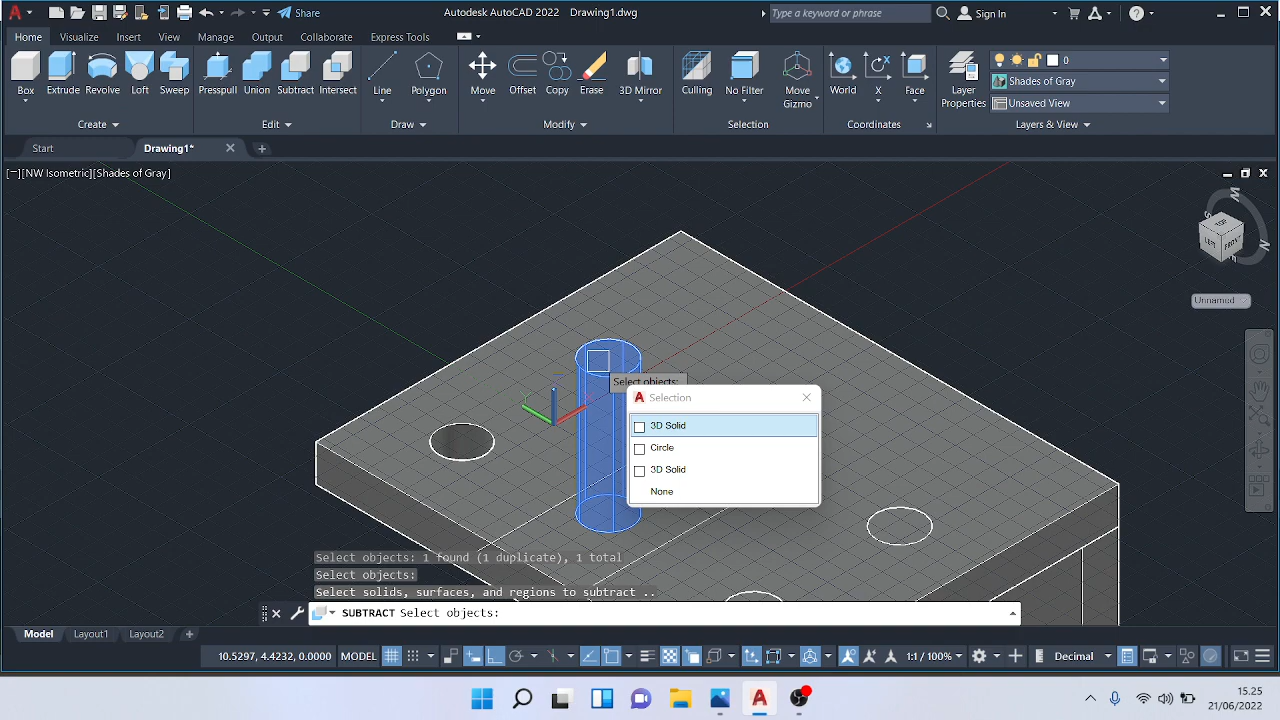 Share
Autodesk AutoCAD 2022 Drawing1.dwg
Type a keyword or phrase
Sign In
Home Visualize Insert View Manage Output Collaborate Express Tools
Box Extrude Revolve Loft Sweep
Presspull Union Subtract Intersect
Line Polygon
Move Offset Copy Erase 3D Mirror
Culling No Filter Move Gizmo
World X Face
Layer Properties
0
Shades of Gray
Unsaved View
Create Edit Draw Modify Selection Coordinates Layers & View
Start Drawing1*
[−][NW Isometric][Shades of Gray]
N
LEFT FRONT
Unnamed
Select objects:
Selection
3D Solid
Circle
3D Solid
None
Select objects: 1 found (1 duplicate), 1 total
Select objects:
Select solids, surfaces, and regions to subtract ..
SUBTRACT Select objects:
Model Layout1 Layout2
10.5297, 4.4232, 0.0000 MODEL 1:1 / 100% Decimal
15.25
21/06/2022